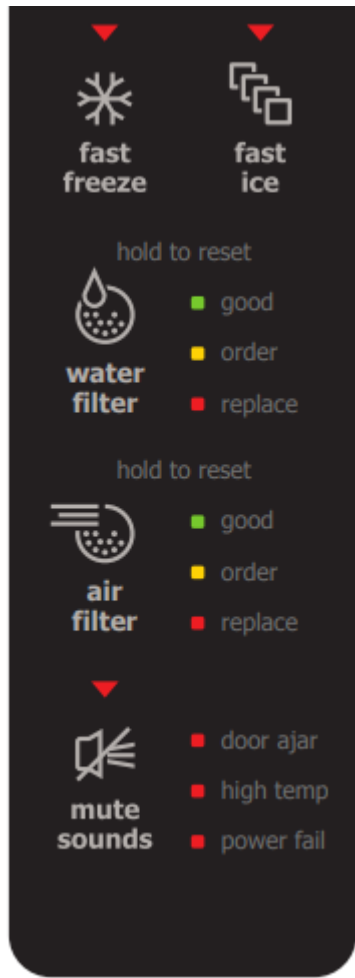 fast
freeze
fast
ice
hold to reset
water
filter
good
order
replace
hold to reset
air
filter
good
order
replace
mute
sounds
door ajar
high temp
power fail